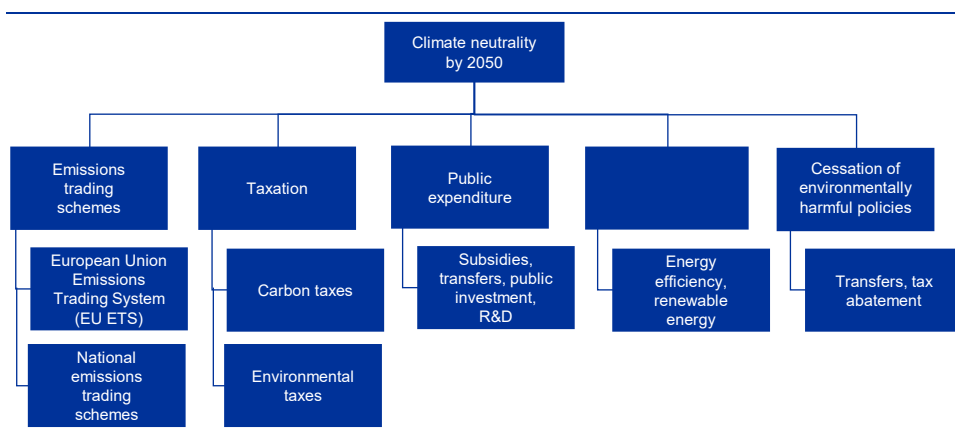 Climate neutrality
by 2050
Emissions
trading
schemes
Taxation
Public
expenditure
Cessation of
environmentally
harmful policies
European Union
Emissions
Trading System
(EU ETS)
Carbon taxes
Subsidies,
transfers, public
investment,
R&D
Energy
efficiency,
renewable
energy
Transfers, tax
abatement
National
emissions
trading
schemes
Environmental
taxes